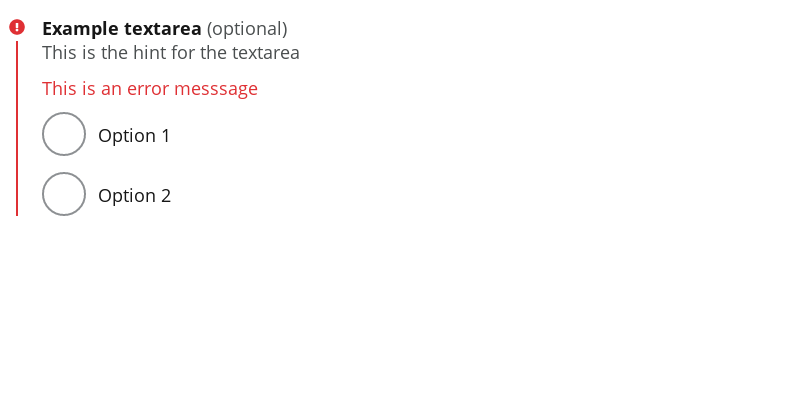 Example textarea (optional)
This is the hint for the textarea
This is an error messsage
Option 1
Option 2